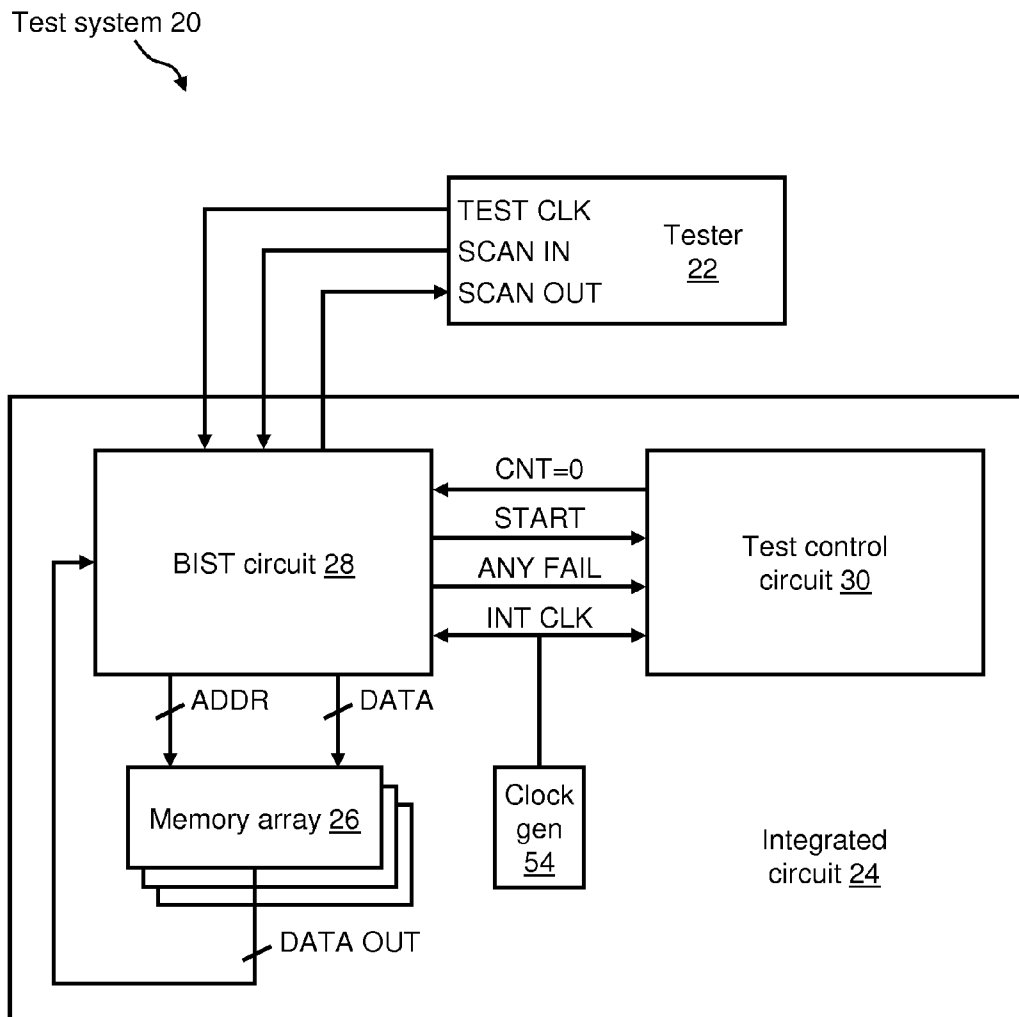 Test system 20
TEST CLK
SCAN IN
SCAN OUT
Tester
22
CNT=0
START
ANY FAIL
INT CLK
BIST circuit 28
Test control
circuit 30
ADDR
DATA
Memory array 26
Clock
gen
54
Integrated
circuit 24
DATA OUT